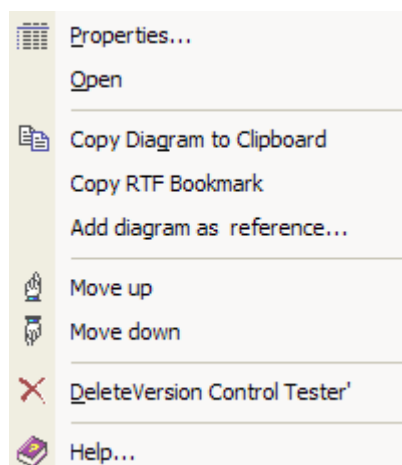 Properties...
Open
Copy Diagram to Clipboard
Copy RTF Bookmark
Add diagram as  reference...
Move up
Move down
DeleteVersion Control Tester'
Help...